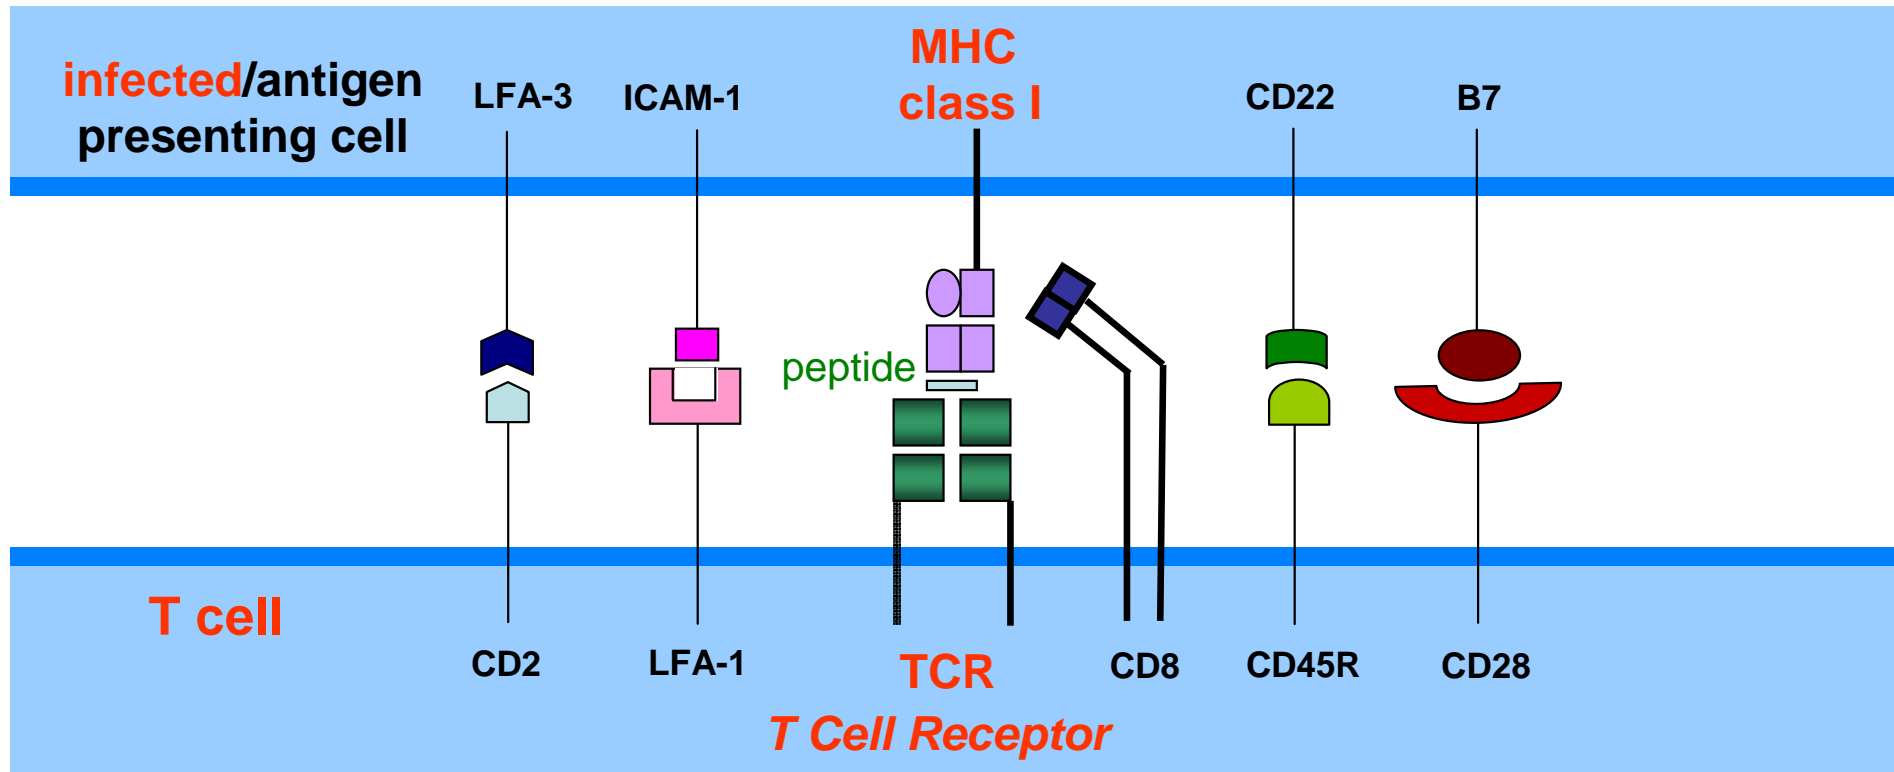 infected/antigen
presenting cell
LFA-3
ICAM-1
MHC
class I
CD22
B7
peptide
T cell
CD2
LFA-1
TCR
T Cell Receptor
CD8
CD45R
CD28